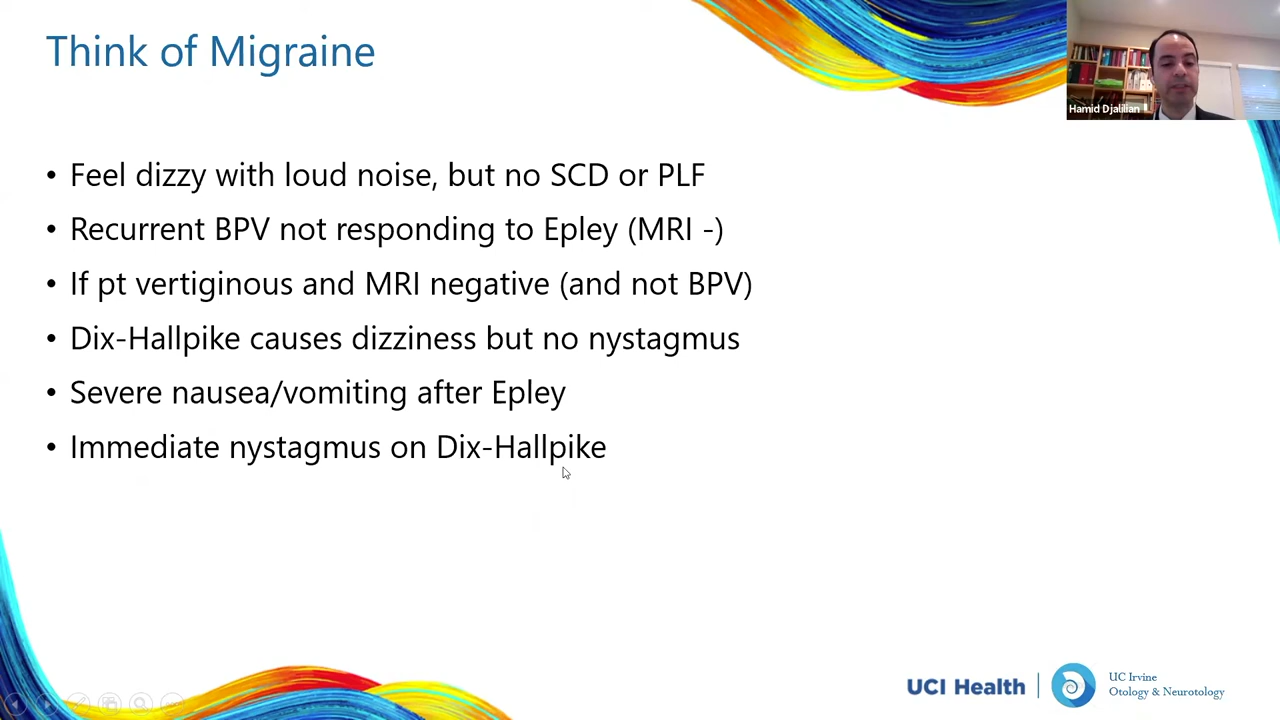 Think of Migraine
Hamid Djalilian
• Feel dizzy with loud noise, but no SCD or PLF
• Recurrent BPV not responding to Epley (MRI -)
• If pt vertiginous and MRI negative (and not BPV)
• Dix-Hallpike causes dizziness but no nystagmus
• Severe nausea/vomiting after Epley
• Immediate nystagmus on Dix-Hallpike
UCI Health
UC Irvine
Otology & Neurotology